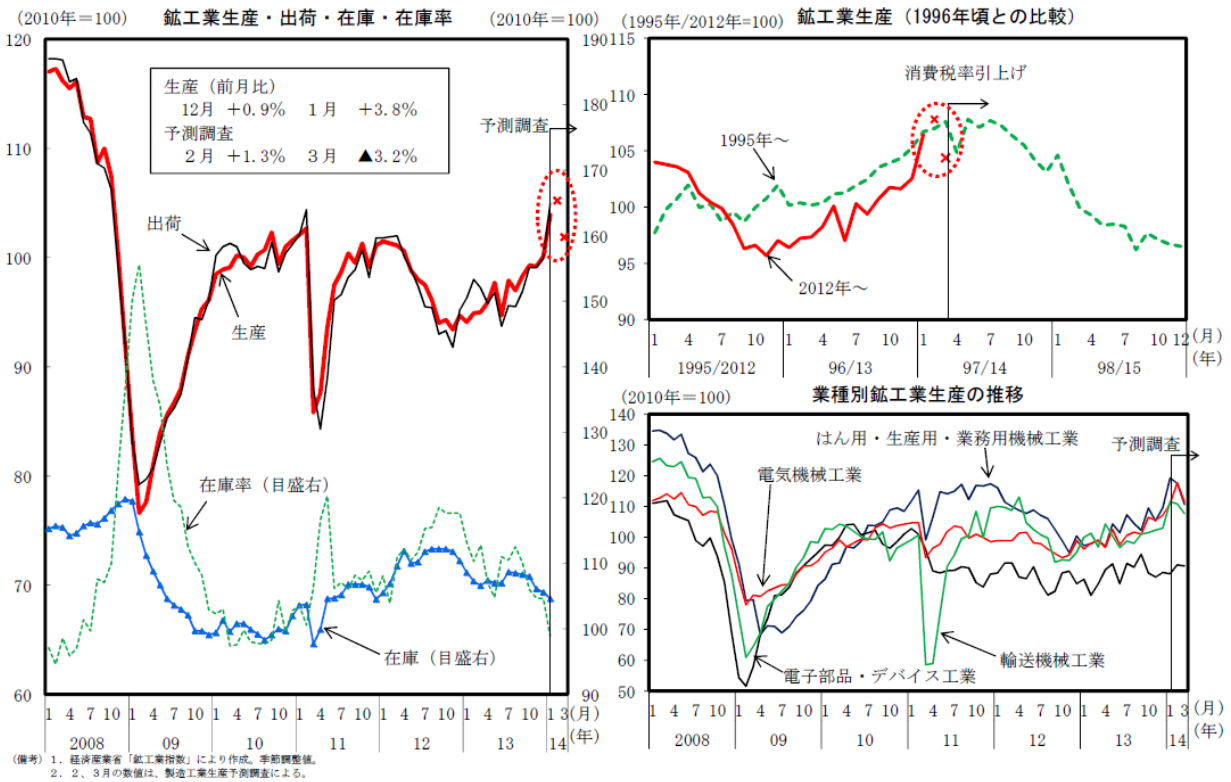 鉱工業生産・出荷・在庫・在庫率
(2010年=100)
(2010年=100)
120
110
100
90
80
70
60
190
180
170
160
150
140
130
120
110
100
90
生産（前月比）
12月 +0.9% 1月 +3.8%
予測調査
2月 +1.3% 3月 ▲3.2%
予測調査
出荷
生産
在庫率（目盛右）
在庫（目盛右）
1 4 7 10 1 4 7 10 1 4 7 10 1 4 7 10 1 4 7 10 1 4 7 10 1 3 (月)
2008 09 10 11 12 13 14 (年)
(備考) 1. 経済産業省「鉱工業指数」により作成。季節調整値。
2. 2、3月の数値は、製造工業生産予測調査による。
鉱工業生産（1996年頃との比較）
(1995年/2012年=100)
115
110
105
100
95
90
消費税率引上げ
1995年～
2012年～
1 4 7 10 1 4 7 10 1 4 7 10 1 4 7 10 12 (月)
1995/2012 96/13 97/14 98/15 (年)
業種別鉱工業生産の推移
(2010年=100)
140
130
120
110
100
90
80
70
60
50
はん用・生産用・業務用機械工業
予測調査
電気機械工業
輸送機械工業
電子部品・デバイス工業
1 4 7 10 1 4 7 10 1 4 7 10 1 4 7 10 1 4 7 10 1 4 7 10 1 3 (月)
2008 09 10 11 12 13 14 (年)